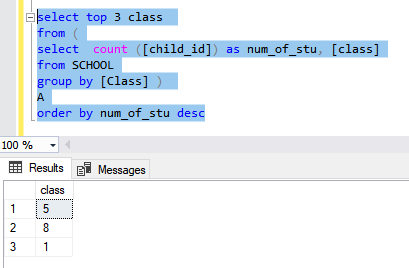 select top 3 class
from (
select  count ([child_id]) as num_of_stu, [class]
from SCHOOL
group by [Class] )
A
order by num_of_stu desc
100 %
Results Messages
class
1 5
2 8
3 1